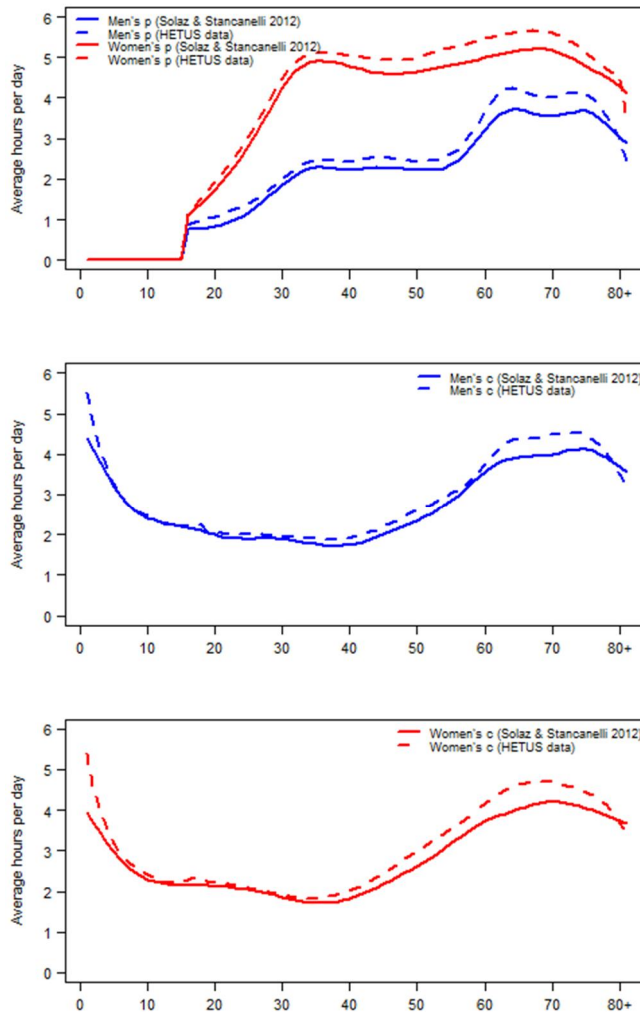 Men's p (Solaz & Stancanelli 2012)
Men's p (HETUS data)
Women's p (Solaz & Stancanelli 2012)
Women's p (HETUS data)
Average hours per day
6
5
4
3
2
1
0
0 10 20 30 40 50 60 70 80+
Men's c (Solaz & Stancanelli 2012)
Men's c (HETUS data)
Average hours per day
6
5
4
3
2
1
0
0 10 20 30 40 50 60 70 80+
Women's c (Solaz & Stancanelli 2012)
Women's c (HETUS data)
Average hours per day
6
5
4
3
2
1
0
0 10 20 30 40 50 60 70 80+